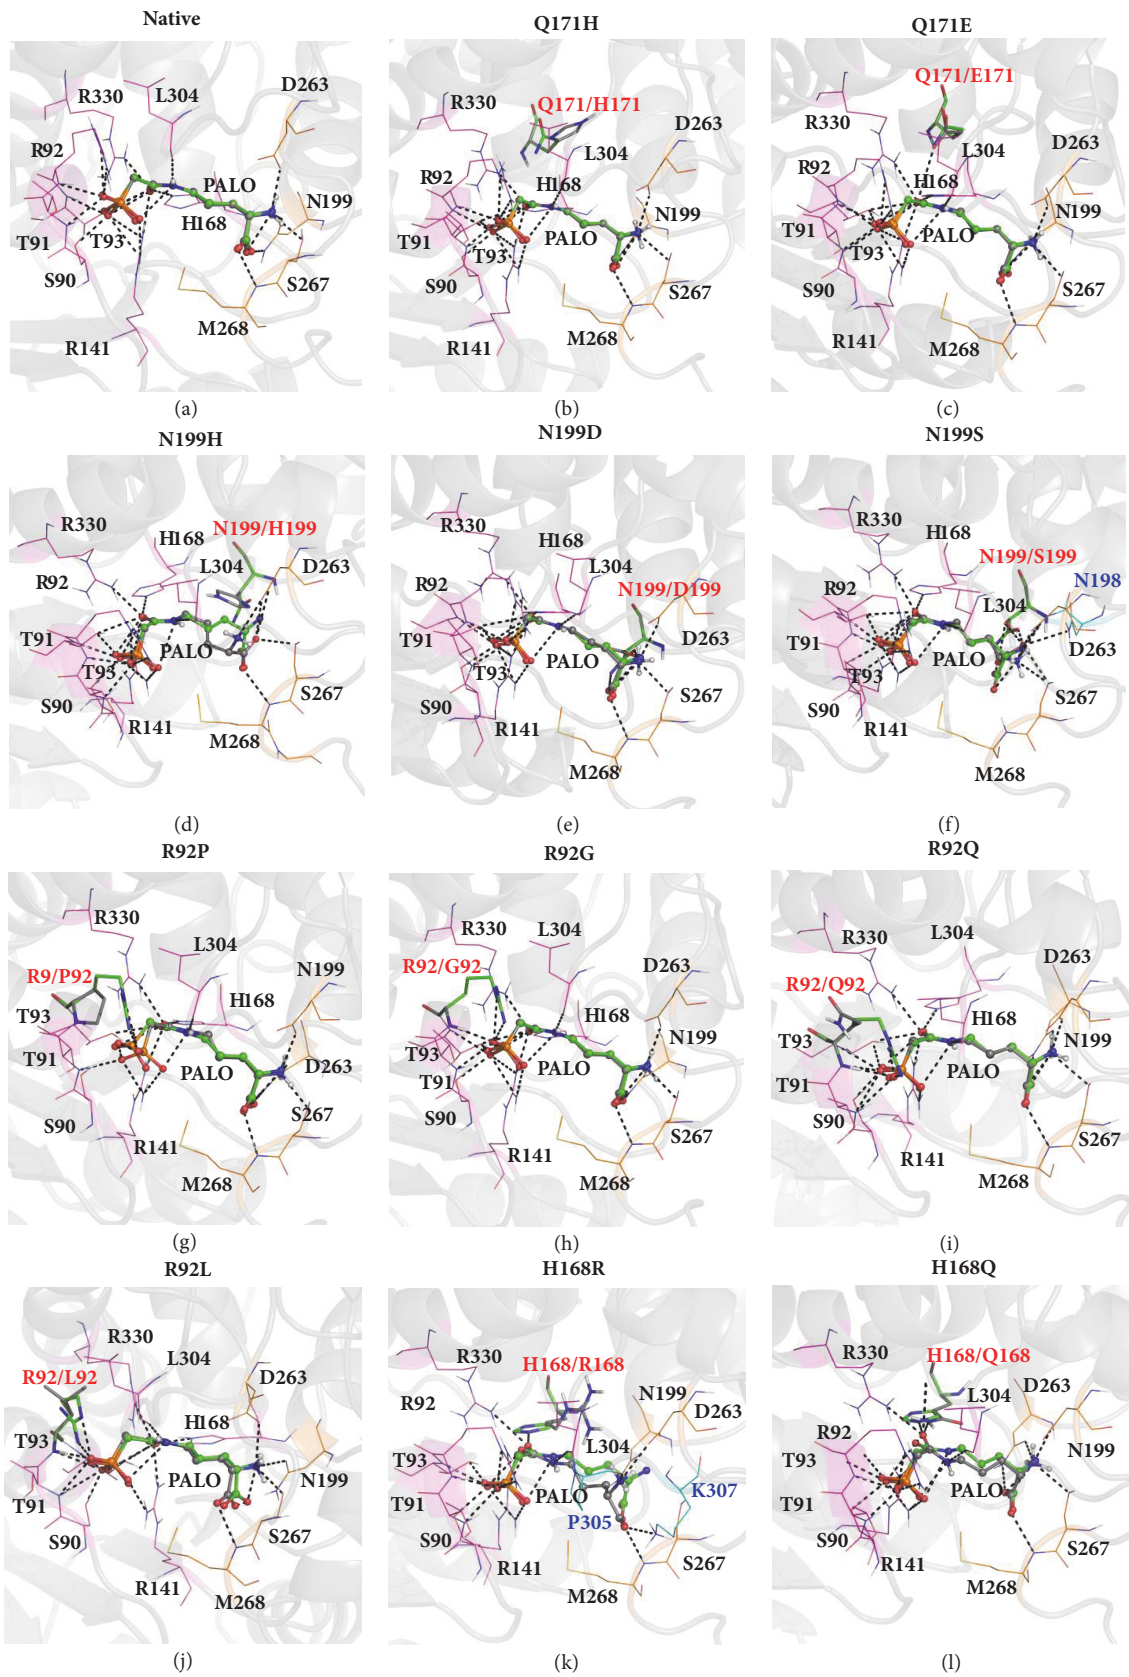 Native
R330
L304
D263
R92
PALO
N199
H168
T91
T93
S90
S267
M268
R141
(a)
Q171H
Q171/H171
R330
D263
L304
R92
H168
N199
T91
PALO
T93
S90
S267
M268
R141
(b)
Q171E
Q171/E171
R330
L304
D263
R92
H168
N199
T91
PALO
T93
S90
S267
R141
M268
(c)
N199H
R330
N199/H199
H168
L304
D263
R92
T91
PALO
T93
S90
S267
R141
M268
(d)
N199D
R330
H168
L304
R92
N199/D199
T91
D263
PALO
T93
S90
S267
R141
M268
(e)
N199S
R330
H168
N199/S199
N198
R92
L304
T91
D263
PALO
T93
S267
S90
R141
M268
(f)
R92P
R330
L304
R9/P92
N199
H168
T93
T91
PALO
D263
S90
S267
R141
M268
(g)
R92G
R330
L304
R92/G92
D263
H168
T93
N199
T91
PALO
S90
S267
R141
M268
(h)
R92Q
L304
R330
D263
R92/Q92
T93
H168
N199
T91
PALO
S90
S267
R141
M268
(i)
R92L
R330
L304
R92/L92
D263
H168
T93
PALO
N199
T91
S90
S267
R141
M268
(j)
H168R
R330
H168/R168
N199
R92
D263
L304
T93
K307
T91
PALO
P305
S90
S267
R141
M268
(k)
H168Q
R330
H168/Q168
D263
L304
R92
N199
T93
T91
PALO
S90
S267
R141
M268
(l)